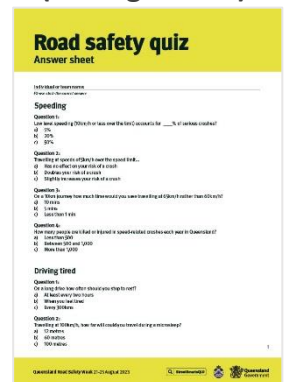 Road safety quiz
Answer sheet
Individual or team name
Please circle the correct answer
Speeding
Question 1:
Low level speeding (10km/h or less over the limit) accounts for ____% of serious crashes?
a) 5%
b) 20%
c) 50%
Question 2:
Travelling at speeds of 5km/h over the speed limit...
a) Has no effect on your risk of a crash
b) Doubles your risk of a crash
c) Slightly increases your risk of a crash
Question 3:
On a 10km journey how much time would you save travelling at 65km/h rather than 60km/h?
a) 10 mins
b) 5 mins
c) Less than 1 min
Question 4:
How many people are killed or injured in speed-related crashes each year in Queensland?
a) Less than 500
b) Between 500 and 1,000
c) More than 1,000
Driving tired
Question 1:
On a long drive how often should you stop to rest?
a) At least every two hours
b) When you feel tired
c) Every 300kms
Question 2:
Travelling at 100km/h, how far will could you travel during a microsleep?
a) 12 metres
b) 60 metres
c) 100 metres
1
Queensland Road Safety Week 21-25 August 2023
Queensland
Government